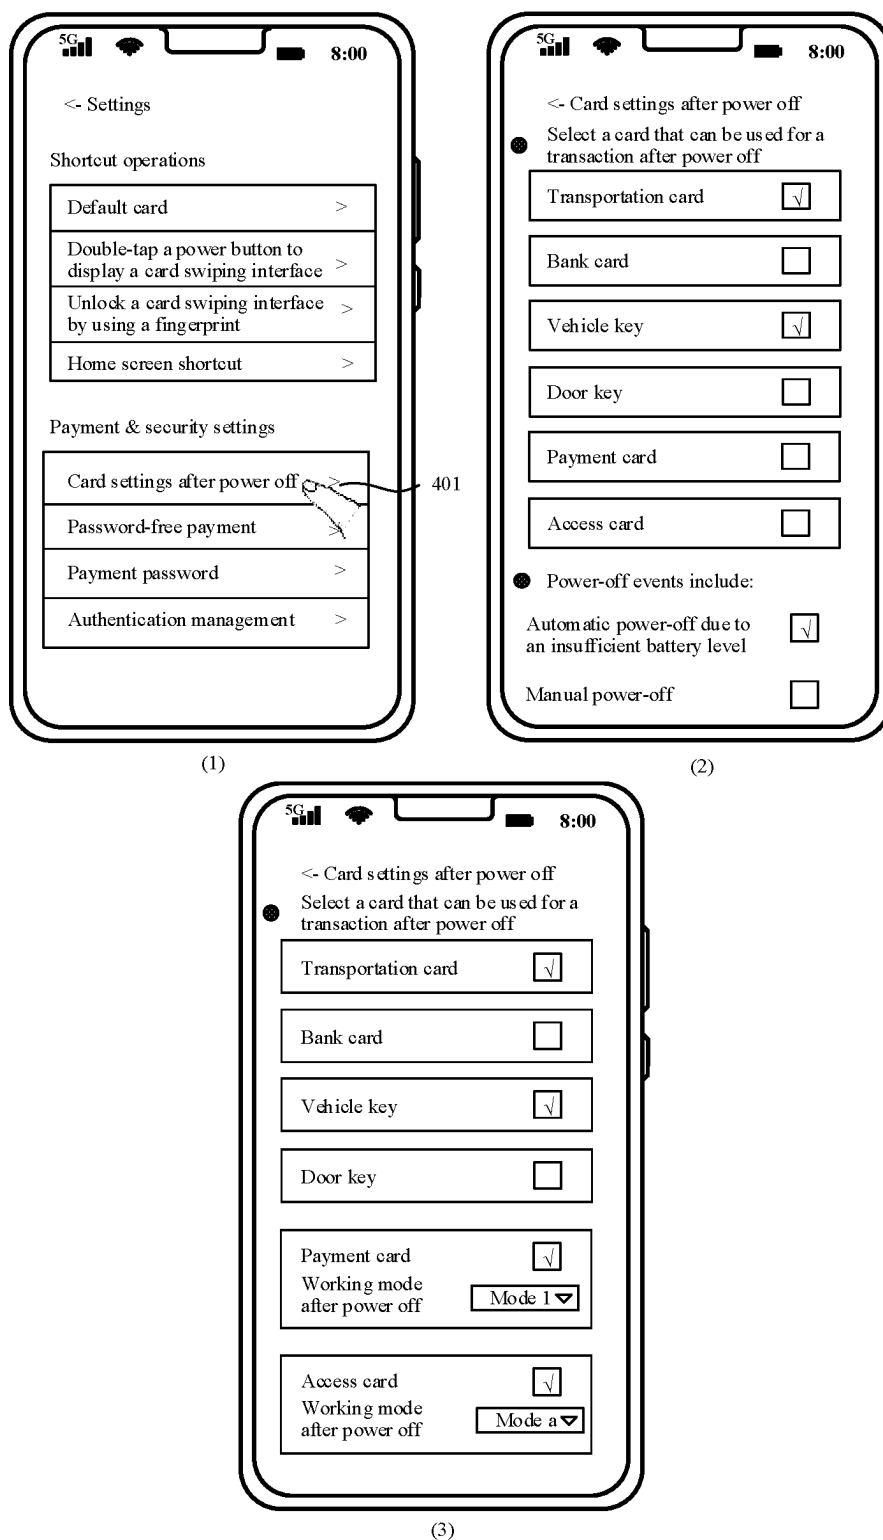 5G
8:00
<- Settings
Shortcut operations
Default card >
Double-tap a power button to
display a card swiping interface >
Unlock a card swiping interface
by using a fingerprint >
Home screen shortcut >
Payment & security settings
Card settings after power off >
401
Password-free payment >
Payment password >
Authentication management >
(1)
5G
8:00
<- Card settings after power off
Select a card that can be used for a
transaction after power off
Transportation card √
Bank card
Vehicle key √
Door key
Payment card
Access card
Power-off events include:
Automatic power-off due to
an insufficient battery level √
Manual power-off
(2)
5G
8:00
<- Card settings after power off
Select a card that can be used for a
transaction after power off
Transportation card √
Bank card
Vehicle key √
Door key
Payment card √
Working mode
after power off
Mode 1
Access card √
Working mode
after power off
Mode a
(3)